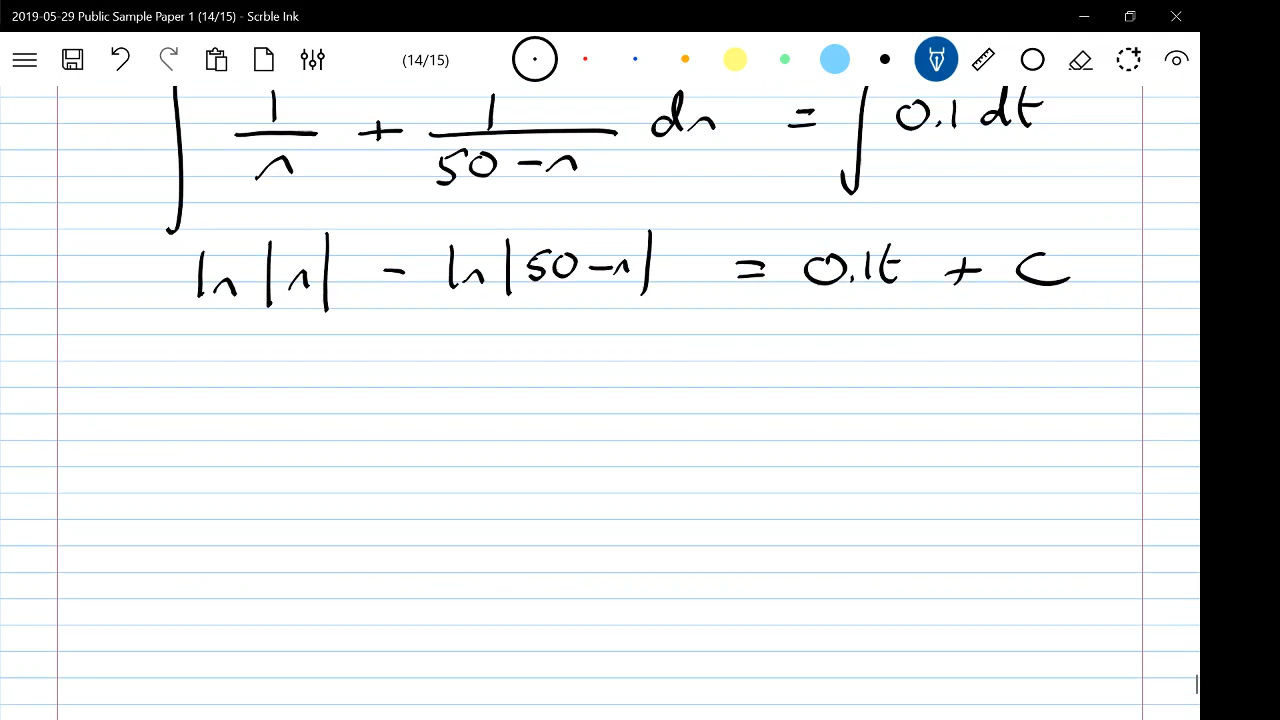 2019-05-29 Public Sample Paper 1 (14/15) - Scrble Ink
(14/15)
∫ 1/n + 1/(50-n) dn = ∫ 0.1 dt
ln|n| - ln|50-n| = 0.1t + C